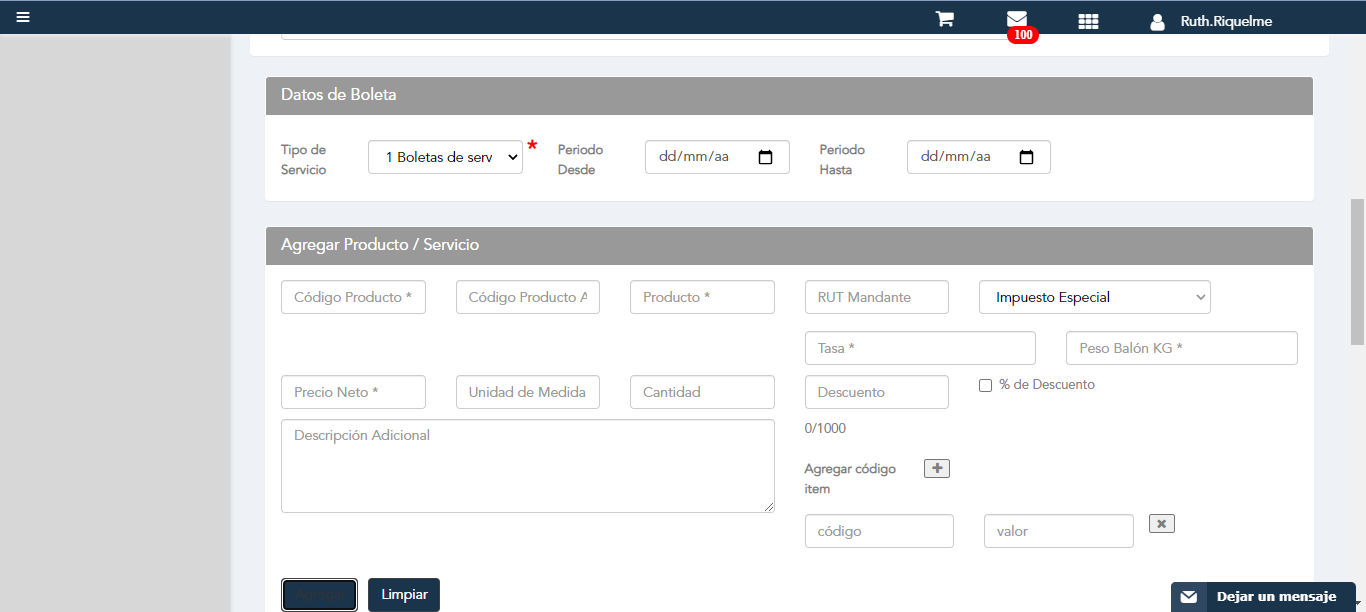 Ruth.Riquelme
100
Datos de Boleta
Tipo de Servicio
1 Boletas de serv
*
Periodo Desde
dd/mm/aa
Periodo Hasta
dd/mm/aa
Agregar Producto / Servicio
Código Producto *
Código Producto A
Producto *
RUT Mandante
Impuesto Especial
Tasa *
Peso Balón KG *
Precio Neto *
Unidad de Medida
Cantidad
Descuento
% de Descuento
Descripción Adicional
0/1000
Agregar código item
código
valor
Agregar
Limpiar
Dejar un mensaje